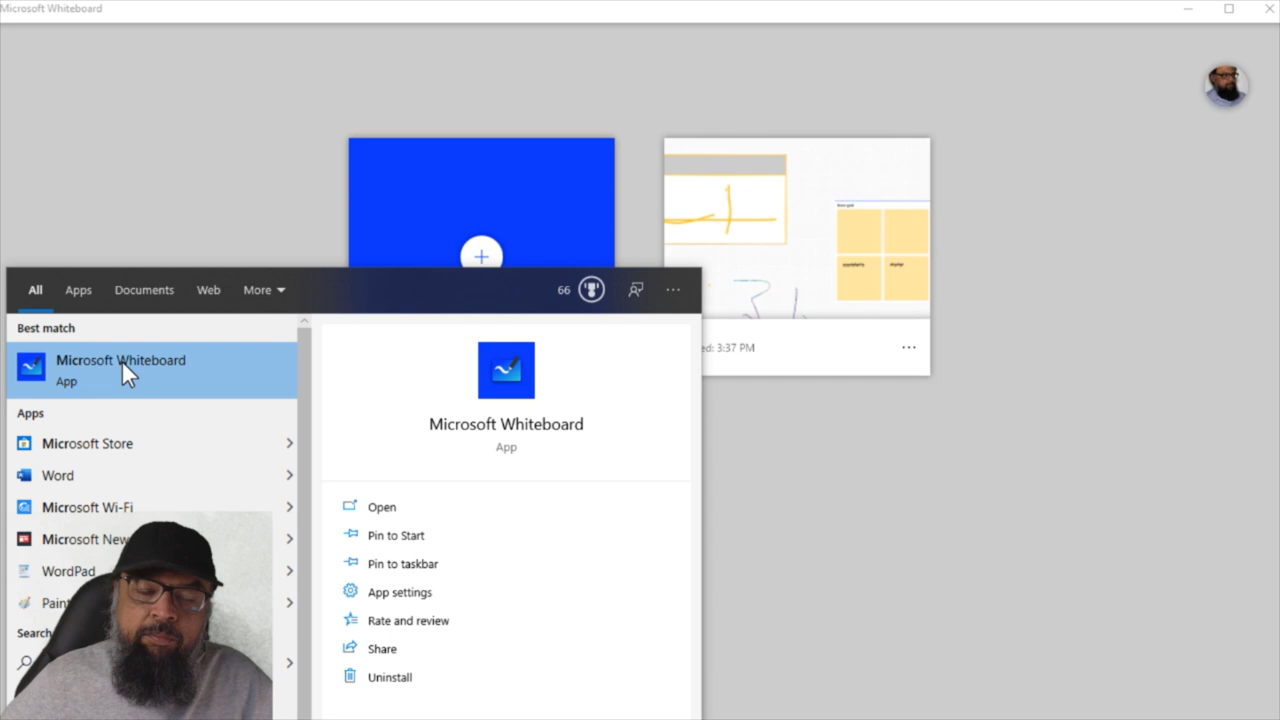 Microsoft Whiteboard
All
Apps
Documents
Web
More
66
Best match
Microsoft Whiteboard
App
Apps
Microsoft Store
Word
Microsoft Wi-Fi
Microsoft New
WordPad
Pain
Search
Microsoft Whiteboard
App
Open
Pin to Start
Pin to taskbar
App settings
Rate and review
Share
Uninstall
ed: 3:37 PM